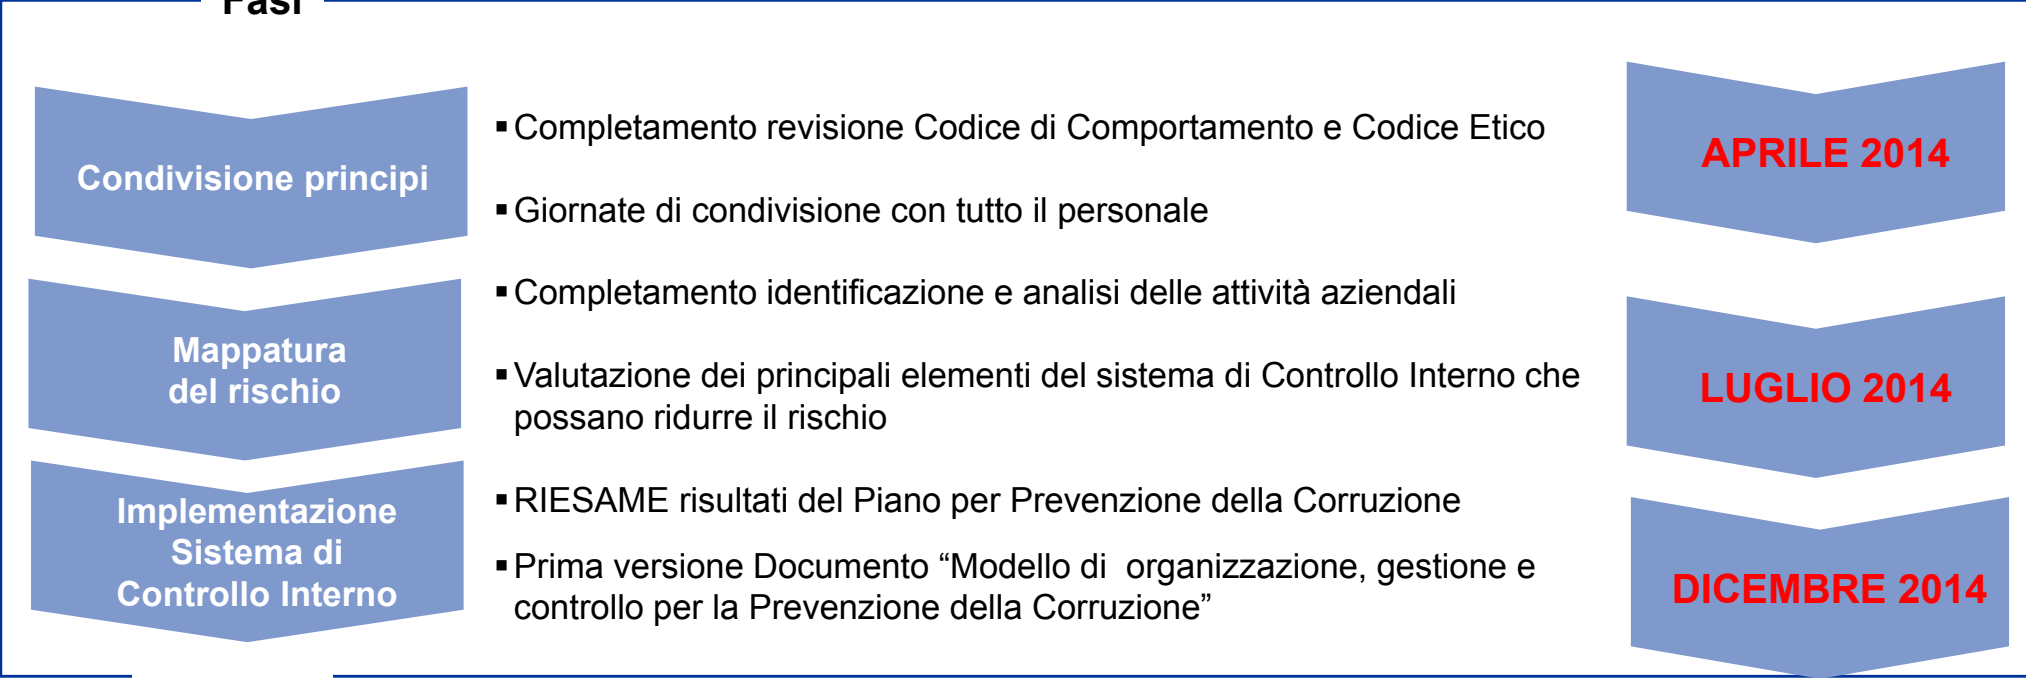 Fasi
Condivisione principi
▪Completamento revisione Codice di Comportamento e Codice Etico
▪Giornate di condivisione con tutto il personale
APRILE 2014
Mappatura
del rischio
▪Completamento identificazione e analisi delle attività aziendali
▪Valutazione dei principali elementi del sistema di Controllo Interno che
possano ridurre il rischio
LUGLIO 2014
Implementazione
Sistema di
Controllo Interno
▪RIESAME risultati del Piano per Prevenzione della Corruzione
▪Prima versione Documento “Modello di  organizzazione, gestione e
controllo per la Prevenzione della Corruzione”
DICEMBRE 2014